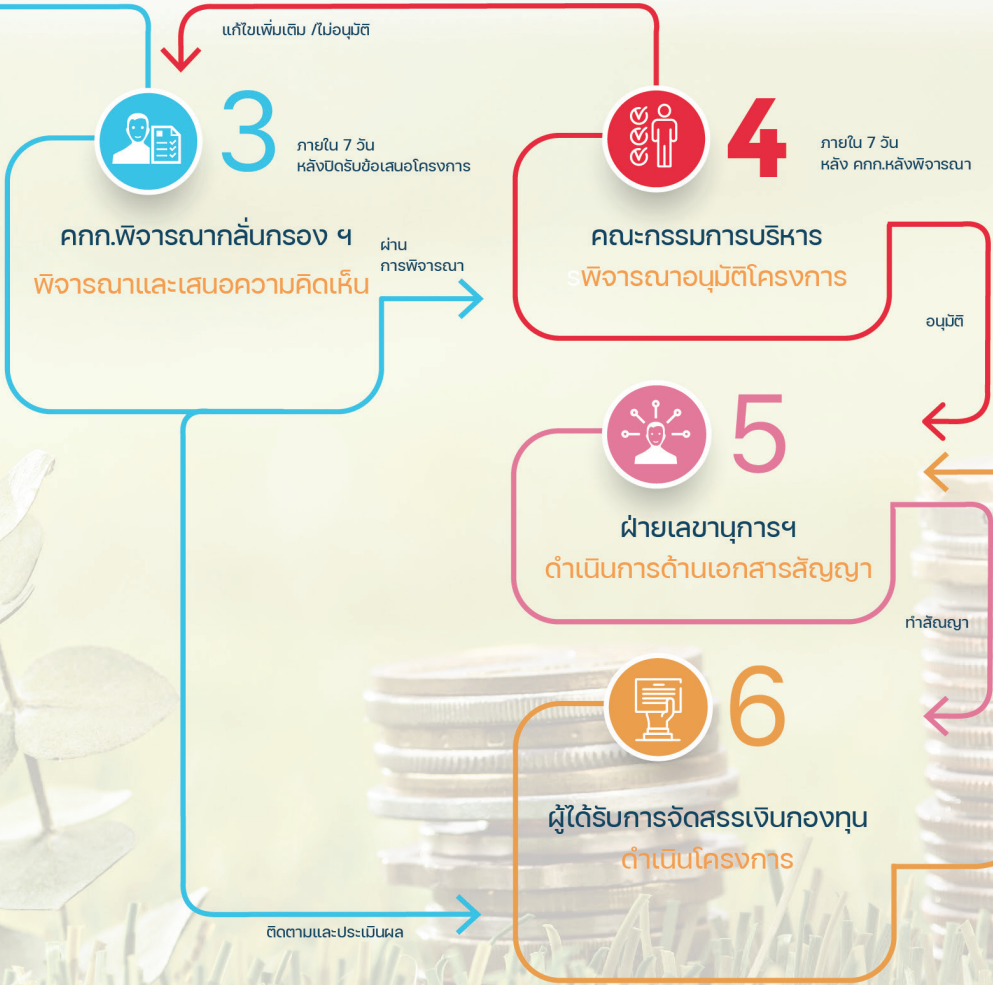 แก้ไขเพิ่มเติม /ไม่อนุมัติ
3
ภายใน 7 วัน
หลังปิดรับข้อเสนอโครงการ
คกก.พิจารณากลั่นกรอง ฯ
พิจารณาและเสนอความคิดเห็น
ผ่าน
การพิจารณา
4
ภายใน 7 วัน
หลัง คกก.หลังพิจารณา
คณะกรรมการบริหาร
รพิจารณาอนุมัติโครงการ
อนุมัติ
5
ฝ่ายเลขานุการฯ
ดำเนินการด้านเอกสารสัญญา
ทำสัณญา
6
ผู้ได้รับการจัดสรรเงินกองทุน
ดำเนินโครงการ
ติดตามและประเมินผล